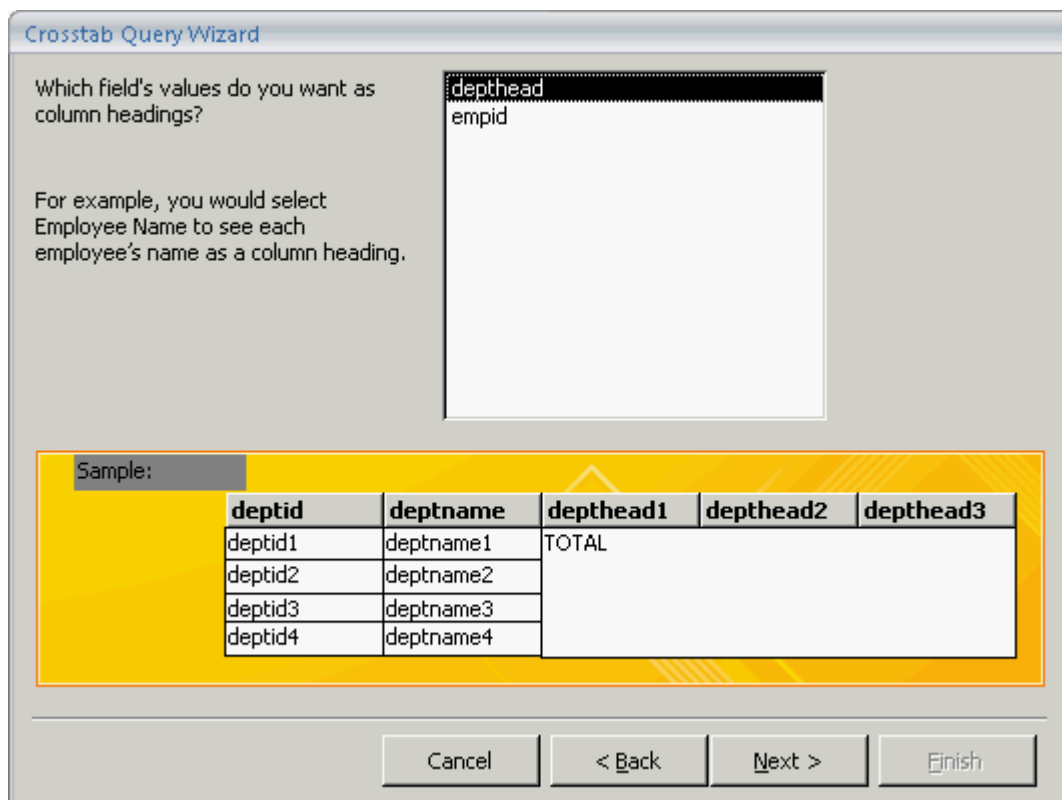 Crosstab Query Wizard
Which field's values do you want as
column headings?
For example, you would select
Employee Name to see each
employee's name as a column heading.
depthead
empid
Sample:
deptid deptname depthead1 depthead2 depthead3
deptid1 deptname1 TOTAL
deptid2 deptname2
deptid3 deptname3
deptid4 deptname4
Cancel < Back Next > Finish